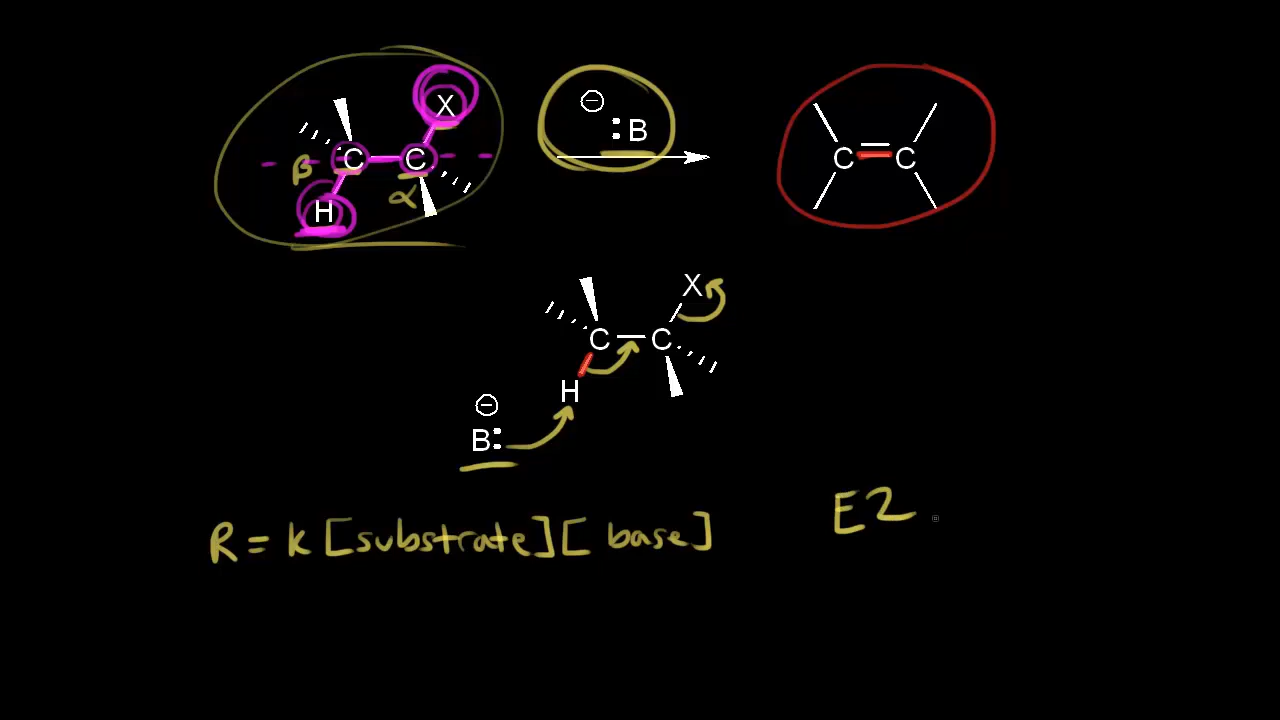 X
⊖
:B
β C C C C
α
H
X
C C
H
⊖
B:
R = k [substrate][base]
E2